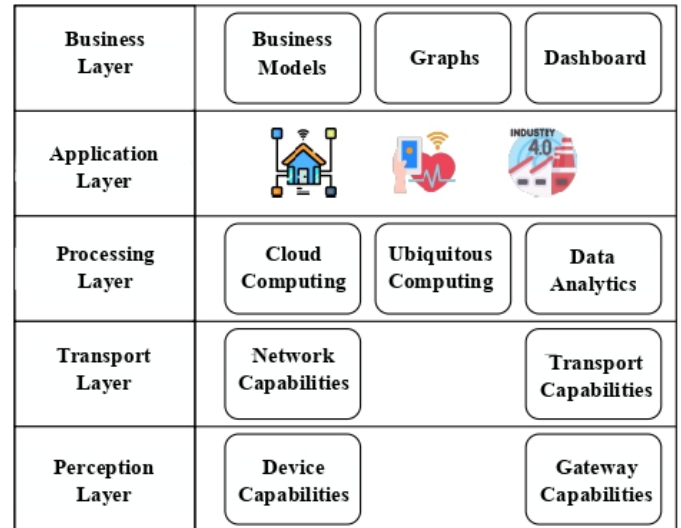 Business
Layer
Business
Models
Graphs
Dashboard
Application
Layer
INDUSTEY
4.0
Processing
Layer
Cloud
Computing
Ubiquitous
Computing
Data
Analytics
Transport
Layer
Network
Capabilities
Transport
Capabilities
Perception
Layer
Device
Capabilities
Gateway
Capabilities